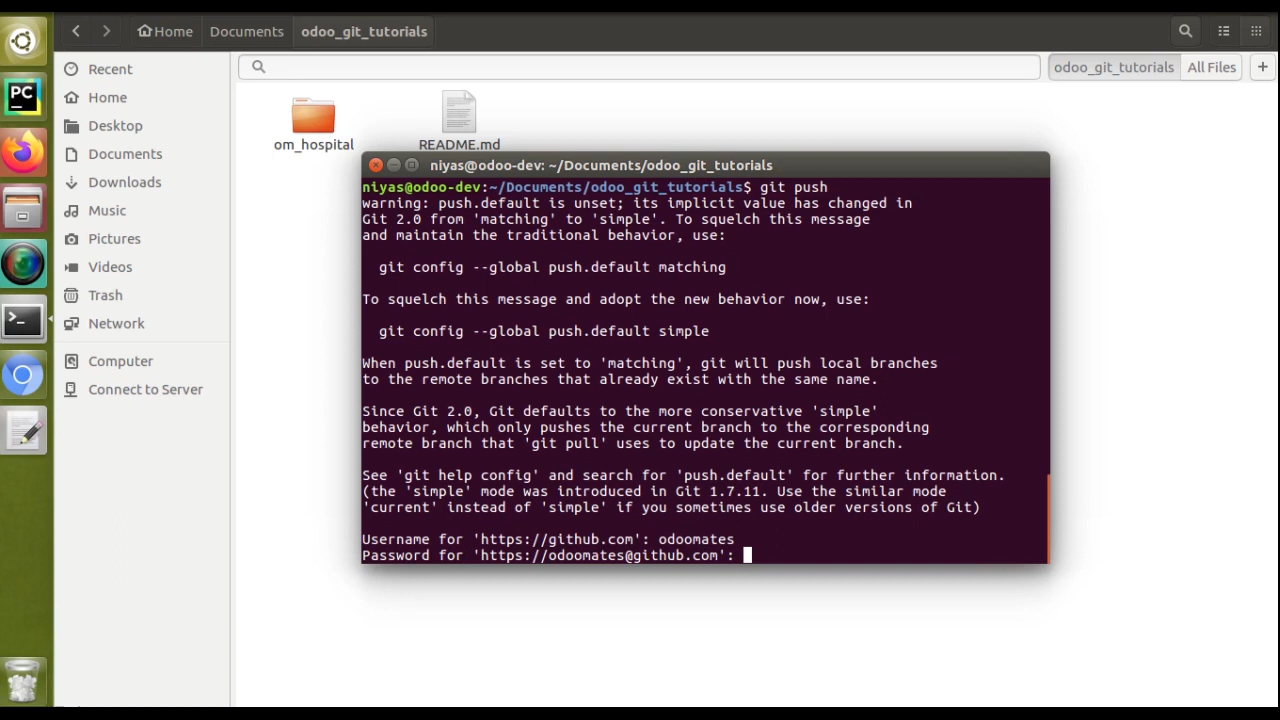 Home
Documents
odoo_git_tutorials
PC
Recent
Home
Desktop
Documents
Downloads
Music
Pictures
Videos
Trash
Network
Computer
Connect to Server
odoo_git_tutorials
All Files
om_hospital
README.md
niyas@odoo-dev: ~/Documents/odoo_git_tutorials
niyas@odoo-dev:~/Documents/odoo_git_tutorials$ git push
warning: push.default is unset; its implicit value has changed in
Git 2.0 from 'matching' to 'simple'. To squelch this message
and maintain the traditional behavior, use:
git config --global push.default matching
To squelch this message and adopt the new behavior now, use:
git config --global push.default simple
When push.default is set to 'matching', git will push local branches
to the remote branches that already exist with the same name.
Since Git 2.0, Git defaults to the more conservative 'simple'
behavior, which only pushes the current branch to the corresponding
remote branch that 'git pull' uses to update the current branch.
See 'git help config' and search for 'push.default' for further information.
(the 'simple' mode was introduced in Git 1.7.11. Use the similar mode
'current' instead of 'simple' if you sometimes use older versions of Git)
Username for 'https://github.com': odoomates
Password for 'https://odoomates@github.com':